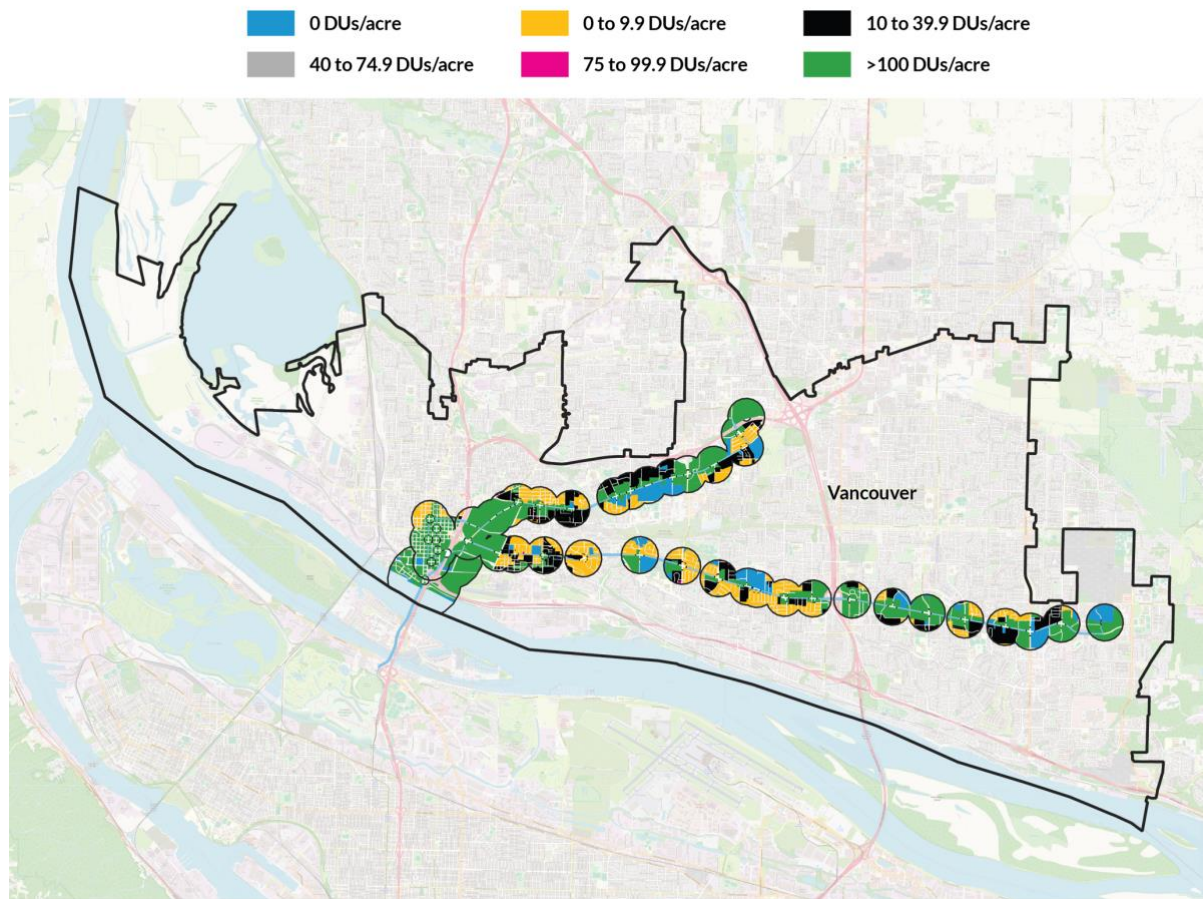 0 DUs/acre
0 to 9.9 DUs/acre
10 to 39.9 DUs/acre
40 to 74.9 DUs/acre
75 to 99.9 DUs/acre
>100 DUs/acre
Vancouver